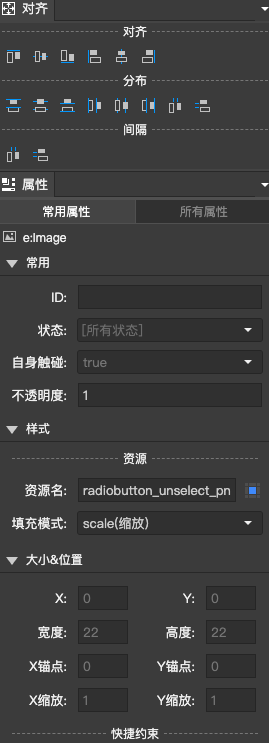 对齐
对齐
分布
间隔
属性
常用属性 所有属性
e:Image
常用
ID:
状态: [所有状态]
自身触碰: true
不透明度: 1
样式
资源
资源名: radiobutton_unselect_pn
填充模式: scale(缩放)
大小&位置
X: 0 Y: 0
宽度: 22 高度: 22
X锚点: 0 Y锚点: 0
X缩放: 1 Y缩放: 1
快捷约束